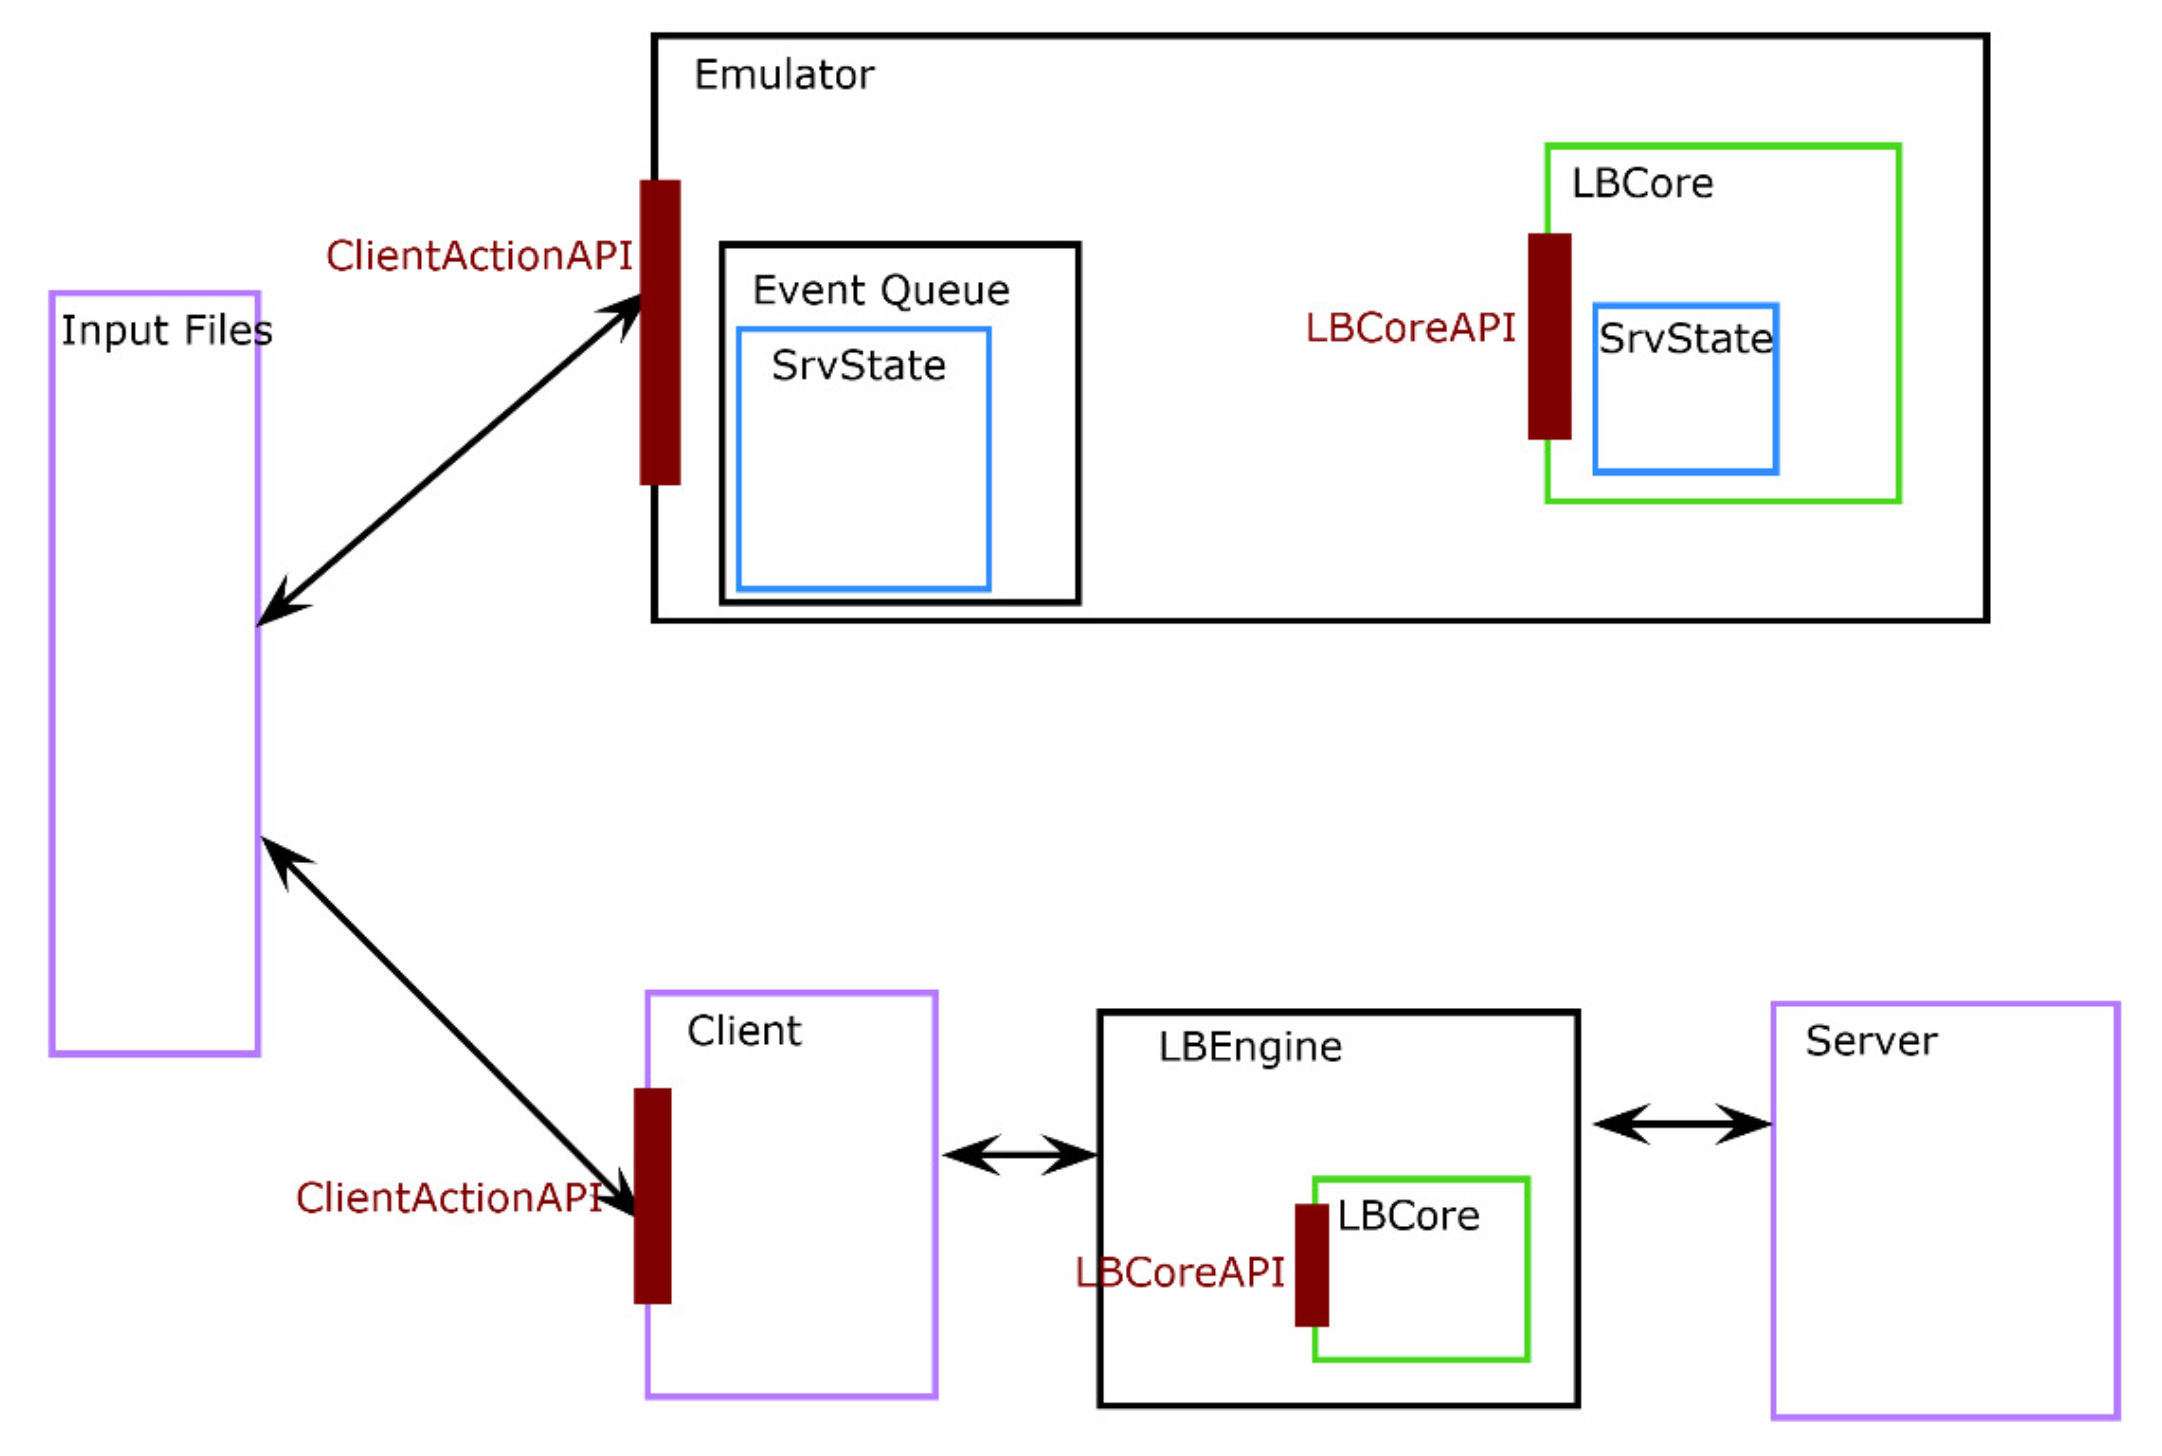 Emulator
LBCore
ClientActionAPI
Event Queue
LBCoreAPI
Input Files
SrvState
SrvState
Client
LBEngine
Server
ClientActionAPI
LBCore
LBCoreAPI